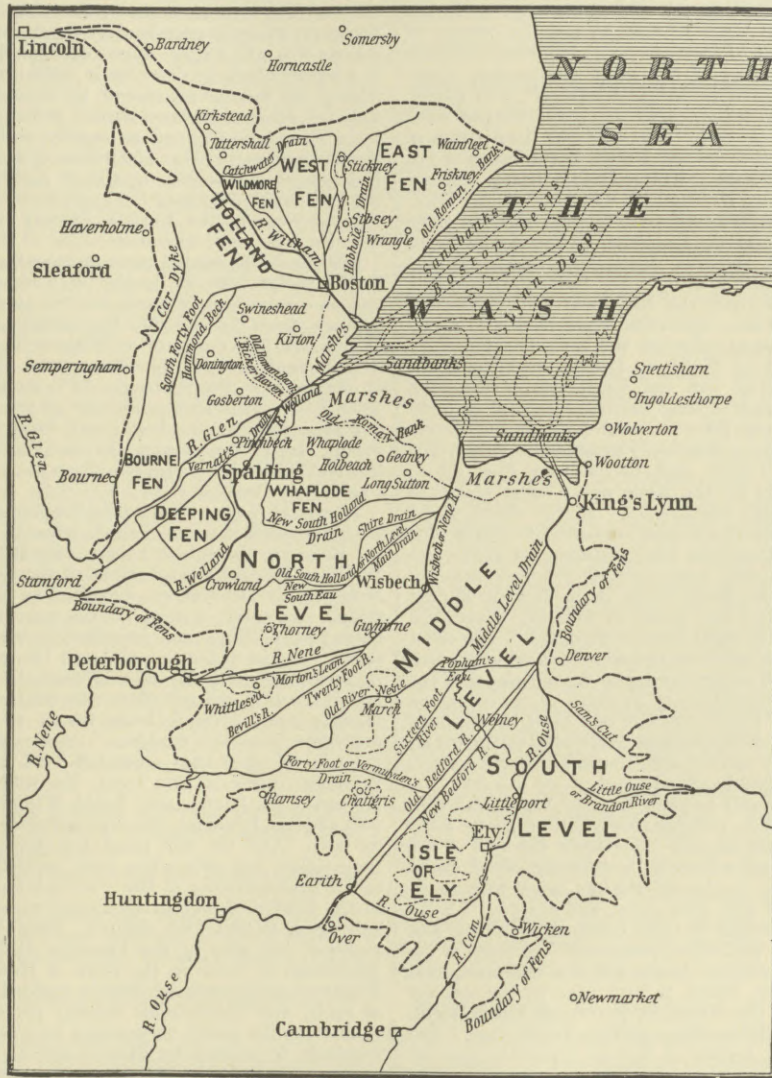 Lincoln
Bardney
Somersby
Horncastle
NORTH
SEA
Kirkstead
Tattershall
Catchwater Drain
WEST
FEN
EAST
FEN
Wainfleet
Stickney
Friskney
WILDMORE
FEN
HOLLAND
FEN
R. Witham
Sibsey
Hobhole Drain
Wrangle
Old Roman Bank
THE
WASH
Sandbanks
Boston Deeps
Lynn Deeps
Haverholme
Sleaford
Car Dyke
Boston
South Forty Foot
Hammond Beck
Swineshead
Kirton
Marshes
Sandbanks
Semperingham
Donington
Old Roman Bank
Bicker Haven
Gosberton
R. Welland
Snettisham
Ingoldesthorpe
Wolverton
Sandbanks
Wootton
R. Glen
R. Glen
Marshes
Old Roman Bank
Vernatt's Drain
Pinchbeck
Spalding
Whaplode
Holbeach
Gedney
Long Sutton
Marshes
King's Lynn
Bourne
BOURNE
FEN
DEEPING
FEN
WHAPLODE
FEN
New South Holland
Drain
Shire Drain
Wisbech or Nene R.
NORTH
LEVEL
Old South Holland or North Level
Main Drain
New
South Eau
Wisbech
Stamford
R. Welland
Crowland
Boundary of Fens
Thorney
Guyhirne
MIDDLE
LEVEL
Middle Level Drain
Boundary of Fens
Peterborough
R. Nene
Morton's Leam
Whittlesea
Twenty Foot R.
Bevill's R.
Old River Nene
March
Popham's
Eau
Denver
R. Nene
Sixteen Foot
River
Welney
Sam's Cut
Forty Foot or Vermuyden's
Drain
Old Bedford R.
New Bedford R.
R. Ouse
SOUTH
LEVEL
Little Ouse
or Brandon River
Ramsey
Chatteris
Littleport
Ely
ISLE
OF
ELY
Earith
Huntingdon
R. Ouse
Over
R. Cam
Wicken
Boundary of Fens
R. Ouse
Newmarket
Cambridge